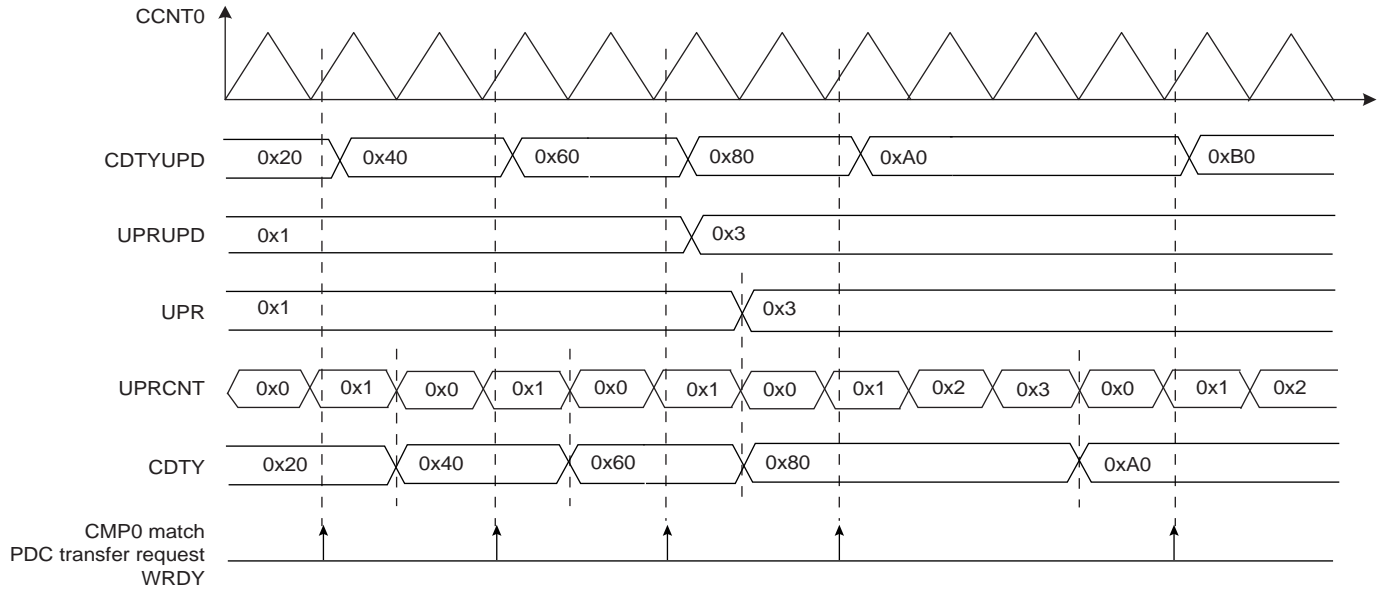 CCNT0
CDTYUPD 0x20 0x40 0x60 0x80 0xA0 0xB0
UPRUPD 0x1 0x3
UPR 0x1 0x3
UPRCNT 0x0 0x1 0x0 0x1 0x0 0x1 0x0 0x1 0x2 0x3 0x0 0x1 0x2
CDTY 0x20 0x40 0x60 0x80 0xA0
CMP0 match
PDC transfer request
WRDY